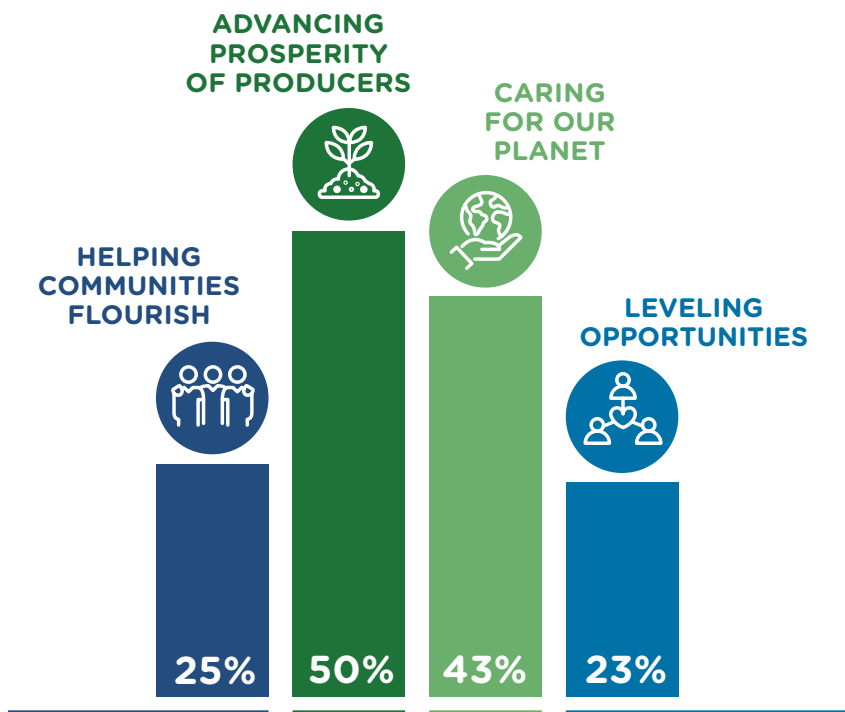 ADVANCING
PROSPERITY
OF PRODUCERS
CARING
FOR OUR
PLANET
HELPING
COMMUNITIES
FLOURISH
LEVELING
OPPORTUNITIES
25%
50%
43%
23%